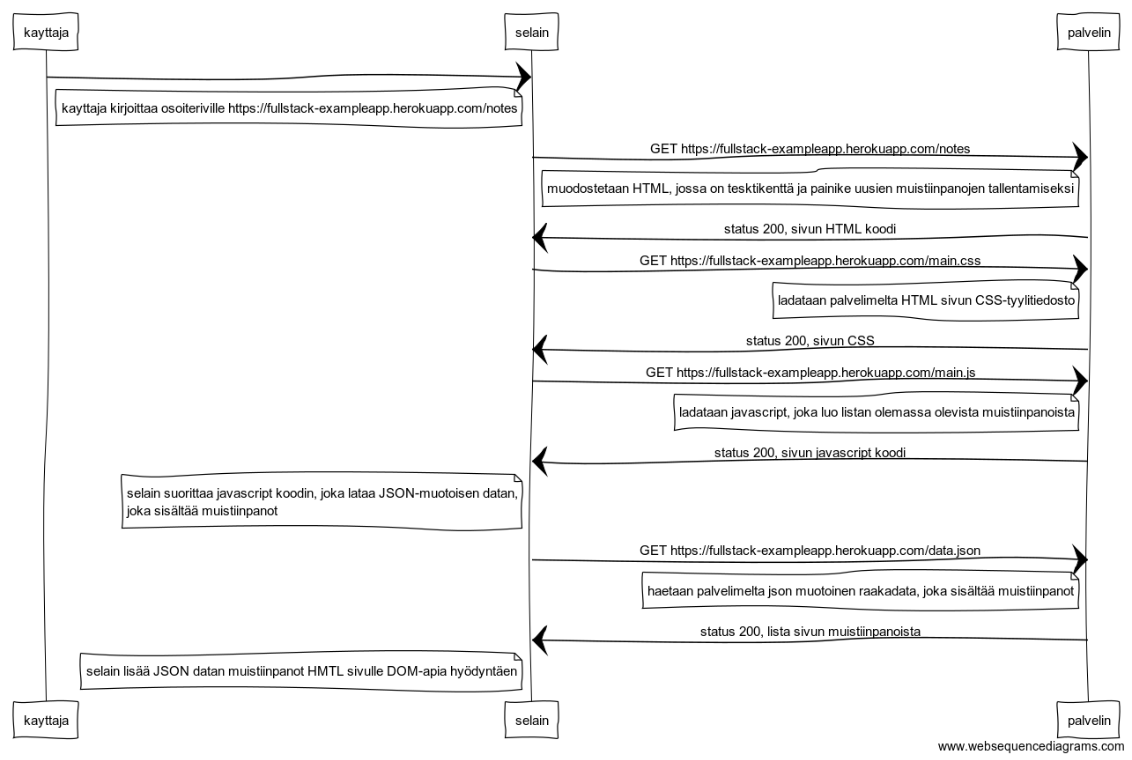 kayttaja selain palvelin
kayttaja kirjoittaa osoiteriville https://fullstack-exampleapp.herokuapp.com/notes
GET https://fullstack-exampleapp.herokuapp.com/notes
muodostetaan HTML, jossa on tesktikenttä ja painike uusien muistiinpanojen tallentamiseksi
status 200, sivun HTML koodi
GET https://fullstack-exampleapp.herokuapp.com/main.css
ladataan palvelimelta HTML sivun CSS-tyylitiedosto
status 200, sivun CSS
GET https://fullstack-exampleapp.herokuapp.com/main.js
ladataan javascript, joka luo listan olemassa olevista muistiinpanoista
status 200, sivun javascript koodi
selain suorittaa javascript koodin, joka lataa JSON-muotoisen datan,
joka sisältää muistiinpanot
GET https://fullstack-exampleapp.herokuapp.com/data.json
haetaan palvelimelta json muotoinen raakadata, joka sisältää muistiinpanot
status 200, lista sivun muistiinpanoista
selain lisää JSON datan muistiinpanot HMTL sivulle DOM-apia hyödyntäen
kayttaja selain palvelin
www.websequencediagrams.com